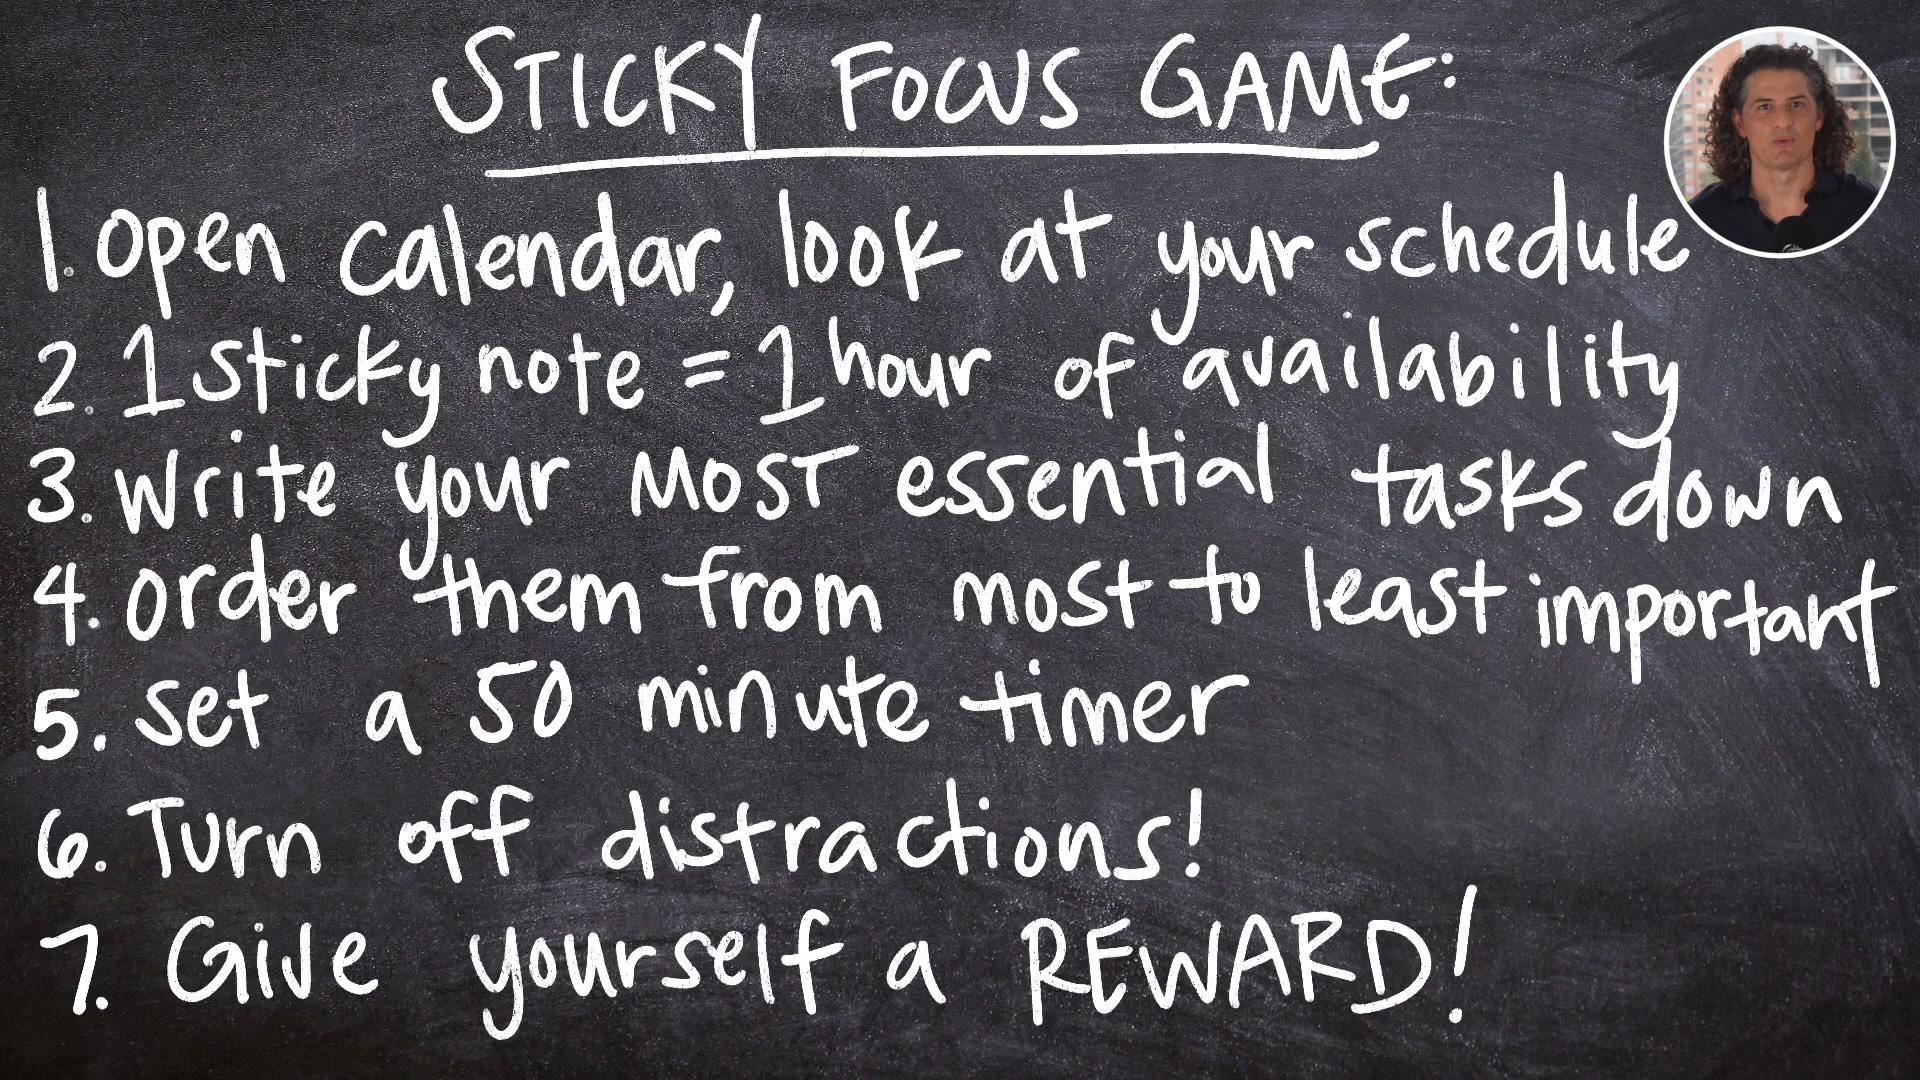 STICKY FOCUS GAME:
1. open calendar, look at your schedule
2. 1 sticky note = 1 hour of availability
3. write your MOST essential tasks down
4. order them from most to least important
5. set a 50 minute timer
6. Turn off distractions!
7. Give yourself a REWARD!